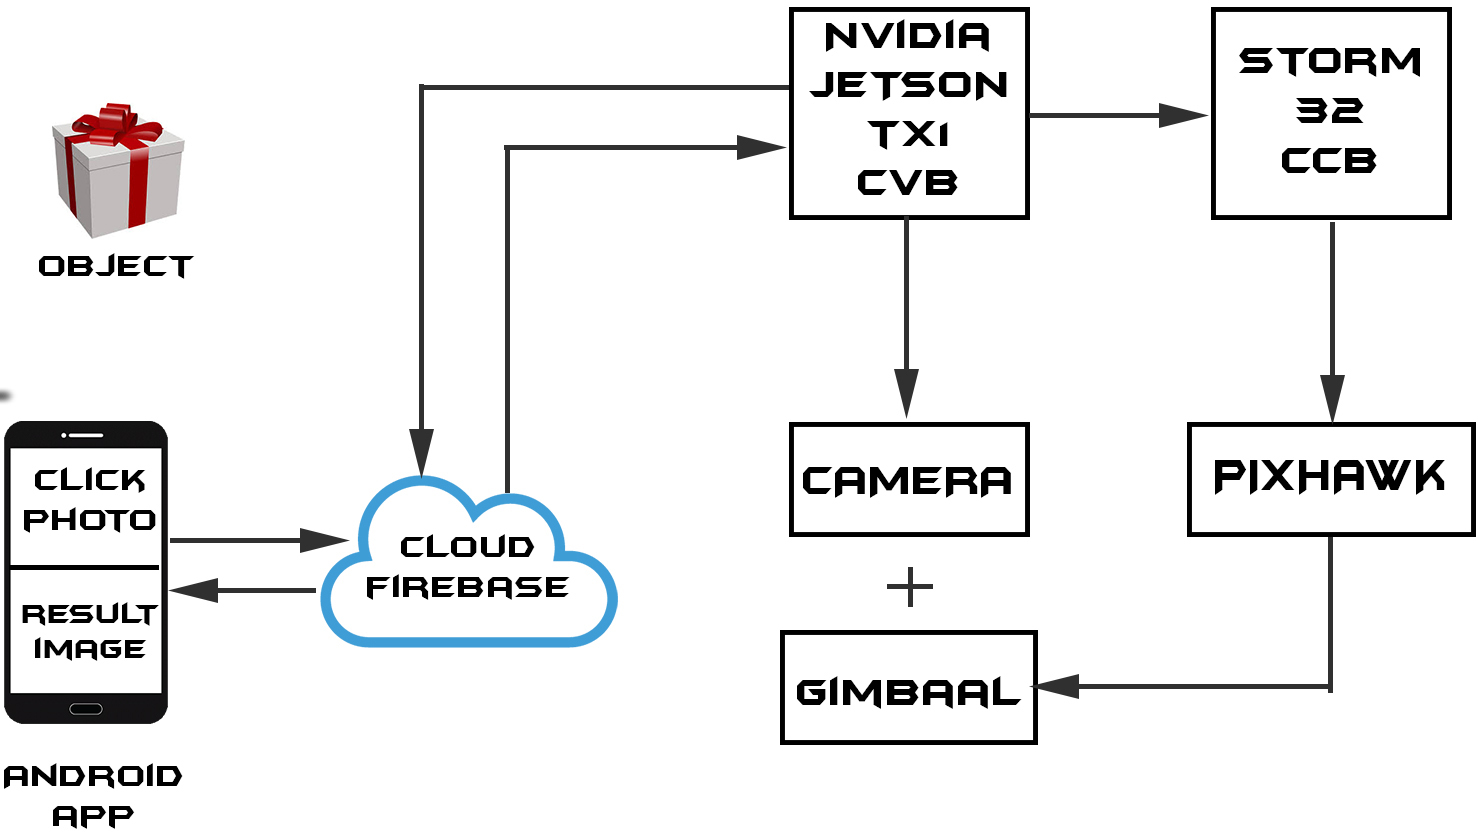 NVIDIA
JETSON
TX1
CVB
STORM
32
CCB
OBJECT
CLICK
PHOTO
RESULT
IMAGE
ANDROID
APP
CLOUD
FIREBASE
CAMERA
+
GIMBAAL
PIXHAWK